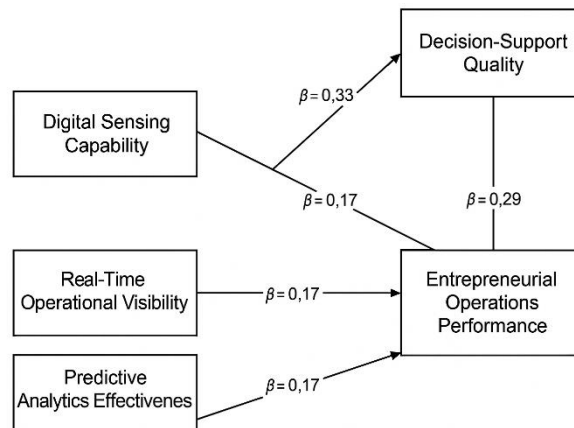 Decision-Support
Quality
β = 0,33
Digital Sensing
Capability
β = 0,17
β = 0,29
Real-Time
Operational Visibility
β = 0,17
Entrepreneurial
Operations
Performance
Predictive
Analytics Effectivenes
β = 0,17